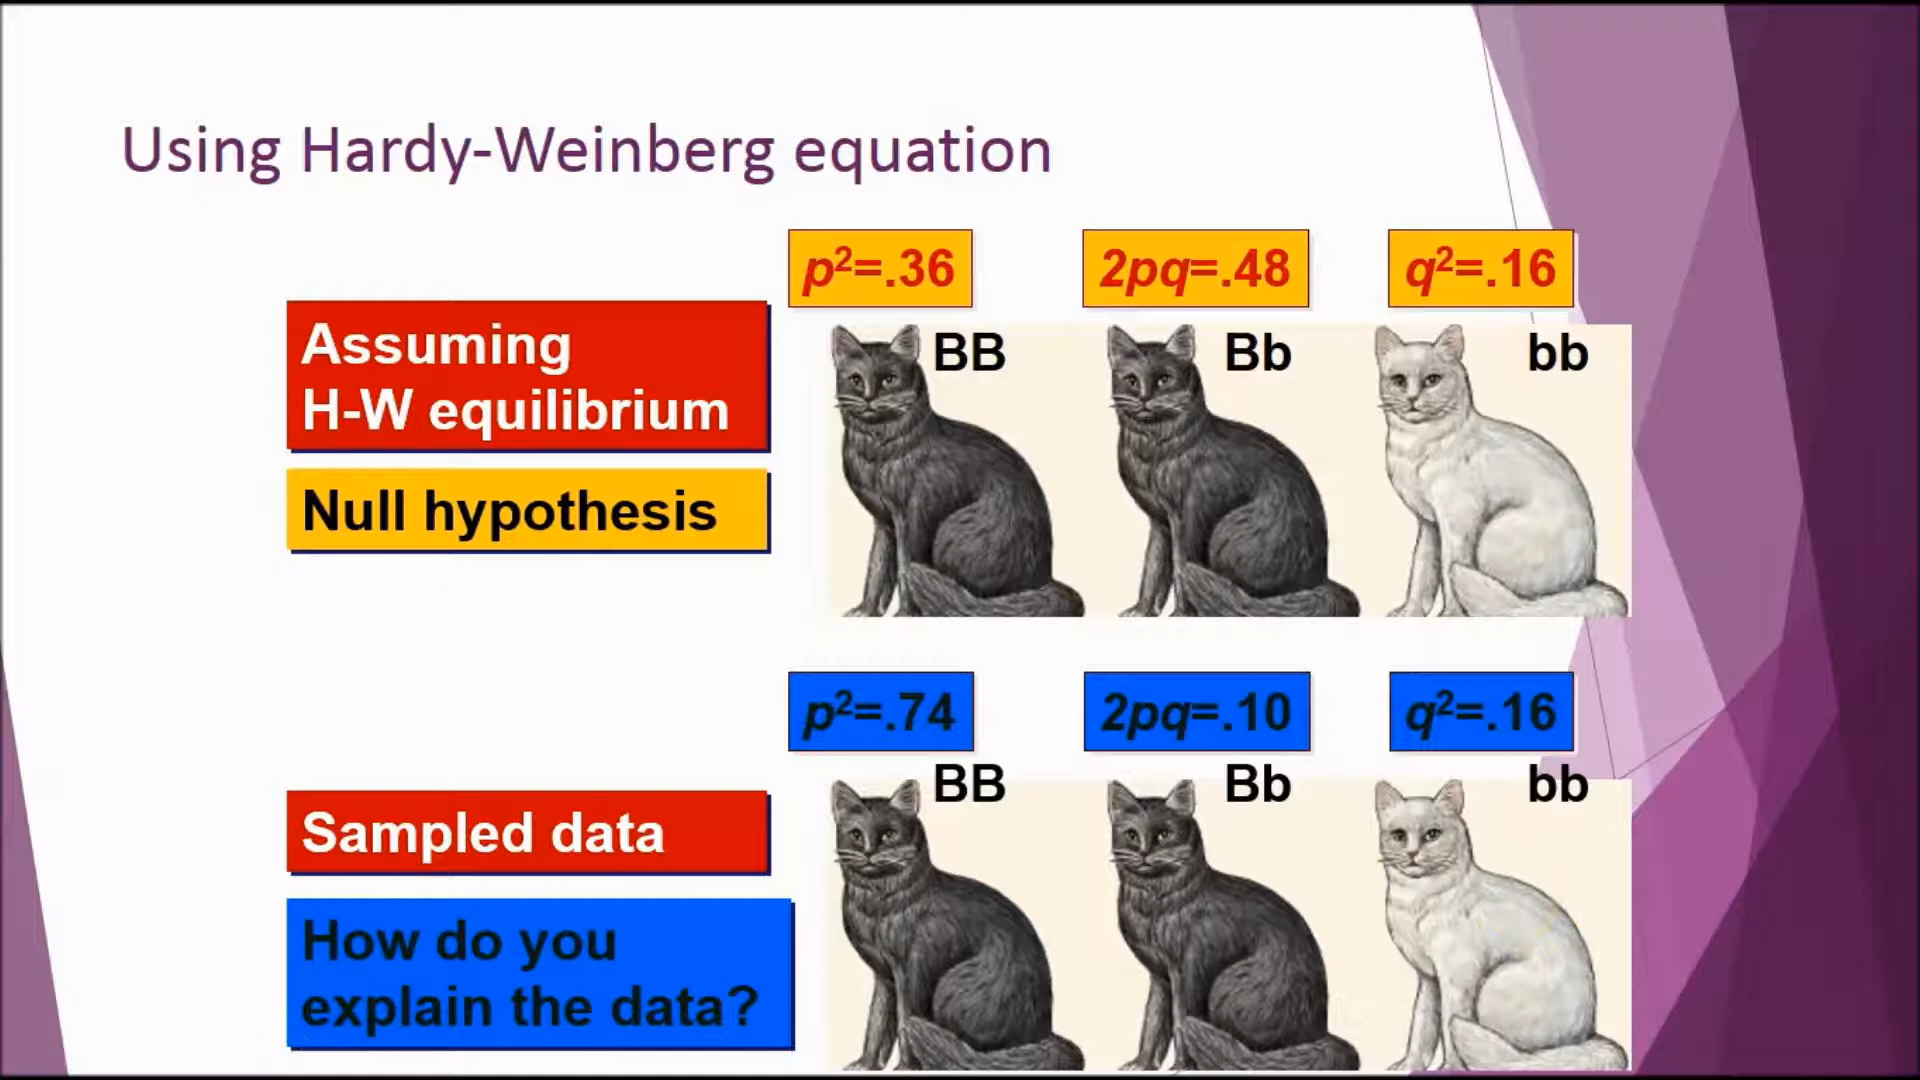 Using Hardy-Weinberg equation
p²=.36
2pq=.48
q²=.16
Assuming
H-W equilibrium
BB
Bb
bb
Null hypothesis
p²=.74
2pq=.10
q²=.16
BB
Bb
bb
Sampled data
How do you
explain the data?